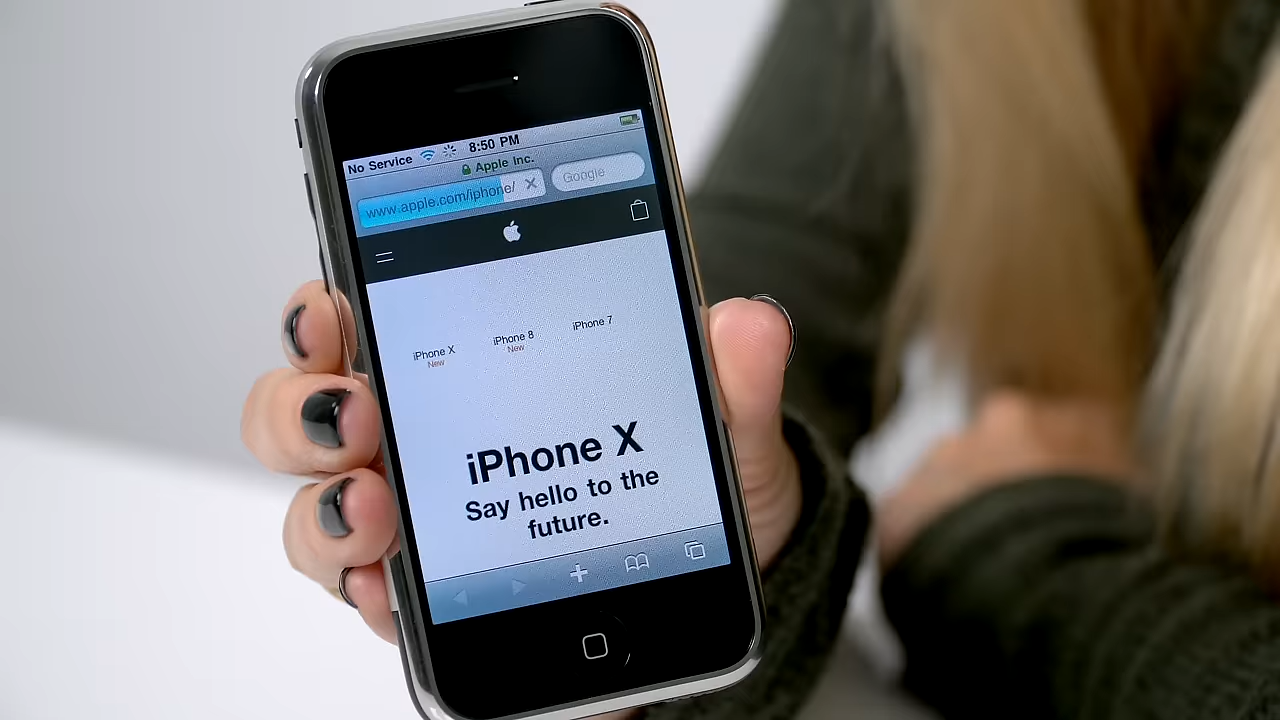 No Service 8:50 PM
Apple Inc.
www.apple.com/iphone/ Google
iPhone X iPhone 8 iPhone 7
New New
iPhone X
Say hello to the
future.